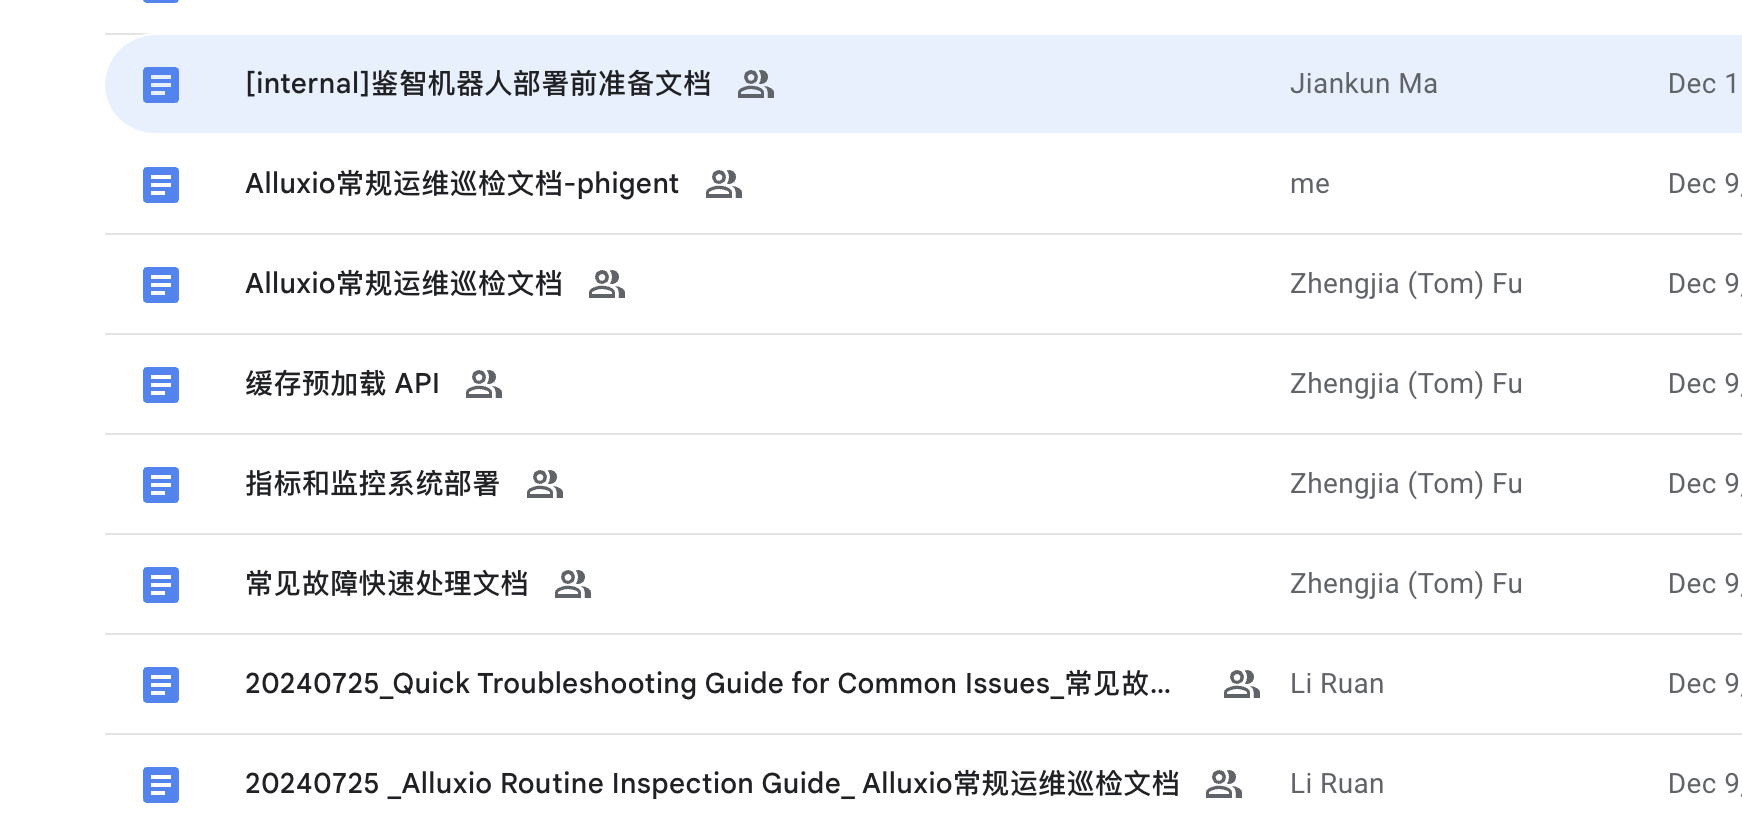 [internal]鉴智机器人部署前准备文档 Jiankun Ma Dec 1
Alluxio常规运维巡检文档-phigent me Dec 9,
Alluxio常规运维巡检文档 Zhengjia (Tom) Fu Dec 9,
缓存预加载 API Zhengjia (Tom) Fu Dec 9,
指标和监控系统部署 Zhengjia (Tom) Fu Dec 9,
常见故障快速处理文档 Zhengjia (Tom) Fu Dec 9,
20240725_Quick Troubleshooting Guide for Common Issues_常见故... Li Ruan Dec 9,
20240725 _Alluxio Routine Inspection Guide_ Alluxio常规运维巡检文档 Li Ruan Dec 9,